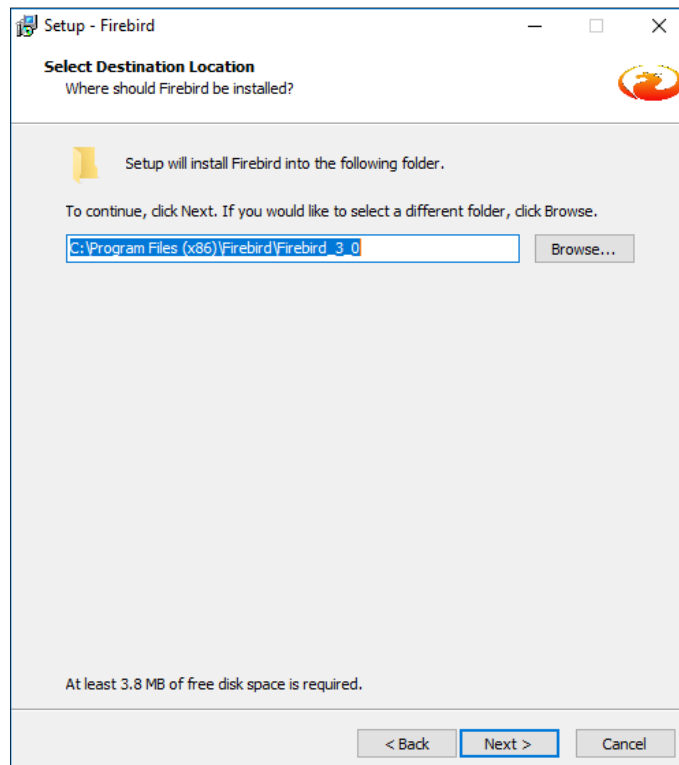 Setup - Firebird
Select Destination Location
Where should Firebird be installed?
Setup will install Firebird into the following folder.
To continue, click Next. If you would like to select a different folder, click Browse.
C:\Program Files (x86)\Firebird\Firebird_3_0
Browse...
At least 3.8 MB of free disk space is required.
< Back Next > Cancel